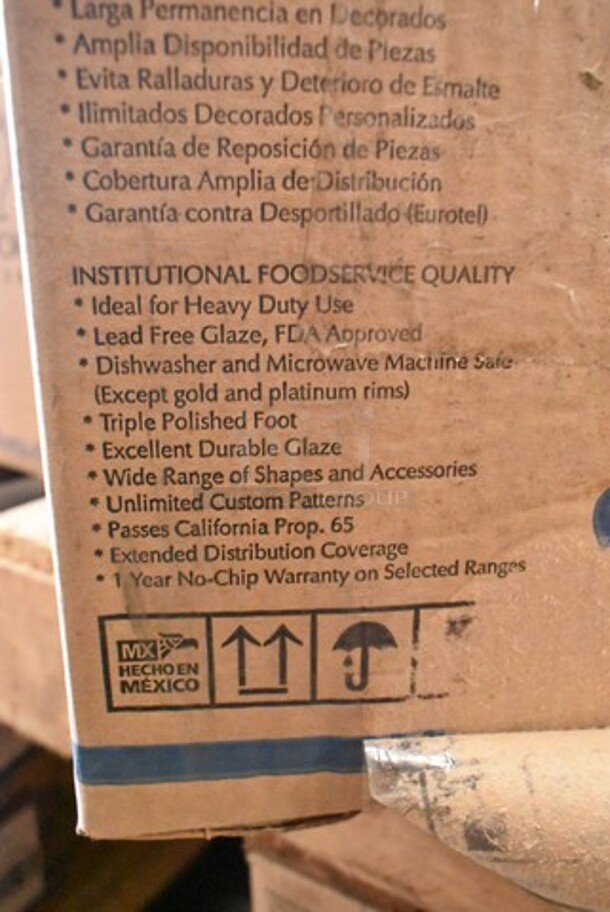 * Larga Permanencia en Decorados
* Amplia Disponibilidad de Piezas
* Evita Ralladuras y Deterioro de Esmalte
* Ilimitados Decorados Personalizados
* Garantía de Reposición de Piezas
* Cobertura Amplia de Distribución
* Garantía contra Desportillado (Eurotel)
INSTITUTIONAL FOODSERVICE QUALITY
* Ideal for Heavy Duty Use
* Lead Free Glaze, FDA Approved
* Dishwasher and Microwave Machine Safe
(Except gold and platinum rims)
* Triple Polished Foot
* Excellent Durable Glaze
* Wide Range of Shapes and Accessories
* Unlimited Custom Patterns
* Passes California Prop. 65
* Extended Distribution Coverage
* 1 Year No-Chip Warranty on Selected Ranges
MX
HECHO EN
MÉXICO